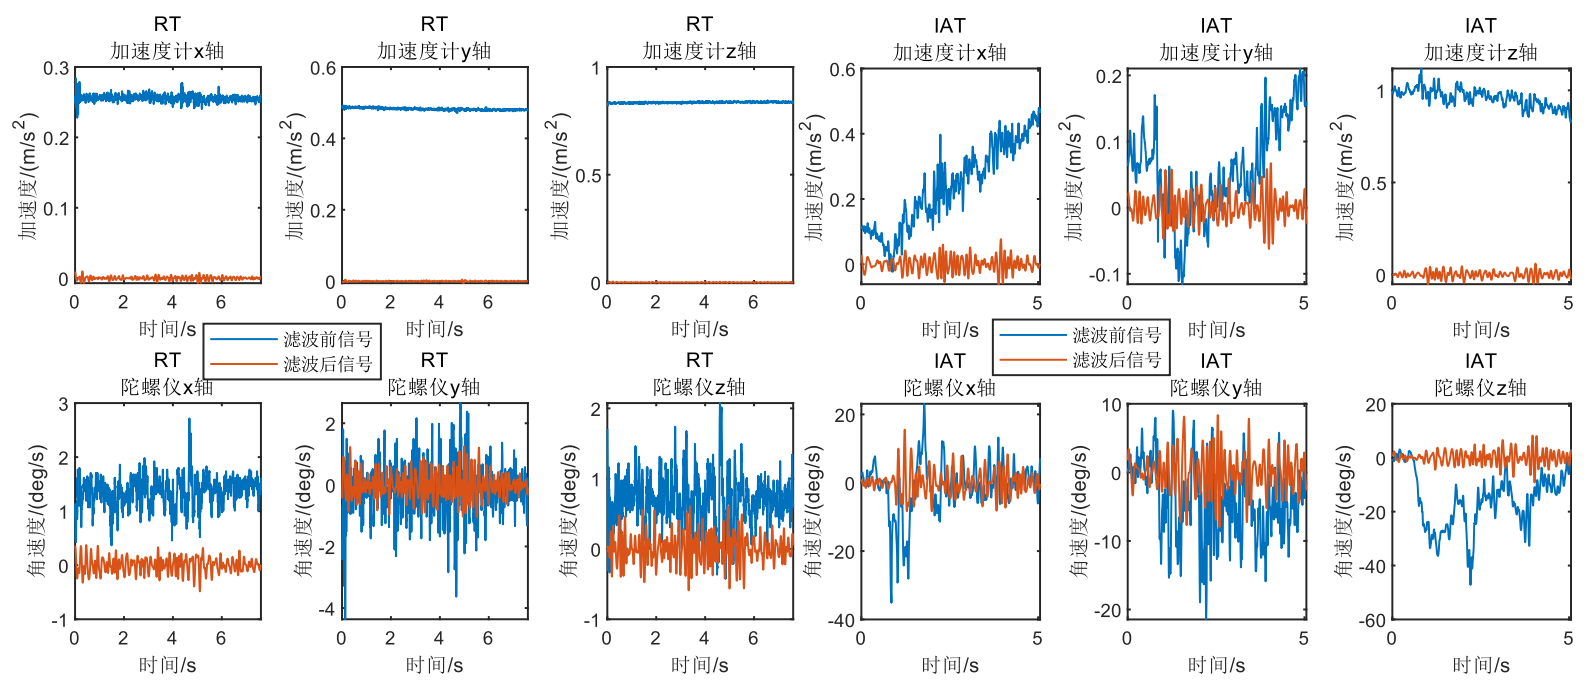 RT
加速度计x轴
RT
加速度计y轴
RT
加速度计z轴
IAT
加速度计x轴
IAT
加速度计y轴
IAT
加速度计z轴
加速度/(m/s²)
0.3
0.2
0.1
0
0 2 4 6
时间/s
加速度/(m/s²)
0.6
0.4
0.2
0
0 2 4 6
时间/s
加速度/(m/s²)
1
0.5
0
0 2 4 6
时间/s
加速度/(m/s²)
0.6
0.4
0.2
0
0 5
时间/s
加速度/(m/s²)
0.2
0.1
0
-0.1
0 5
时间/s
加速度/(m/s²)
1
0.5
0
0 5
时间/s
滤波前信号
滤波后信号
滤波前信号
滤波后信号
RT
陀螺仪x轴
RT
陀螺仪y轴
RT
陀螺仪z轴
IAT
陀螺仪x轴
IAT
陀螺仪y轴
IAT
陀螺仪z轴
角速度/(deg/s)
3
2
1
0
-1
0 2 4 6
时间/s
角速度/(deg/s)
2
0
-2
-4
0 2 4 6
时间/s
角速度/(deg/s)
2
1
0
-1
0 2 4 6
时间/s
角速度/(deg/s)
20
0
-20
-40
0 5
时间/s
角速度/(deg/s)
10
0
-10
-20
0 5
时间/s
角速度/(deg/s)
20
0
-20
-40
-60
0 5
时间/s